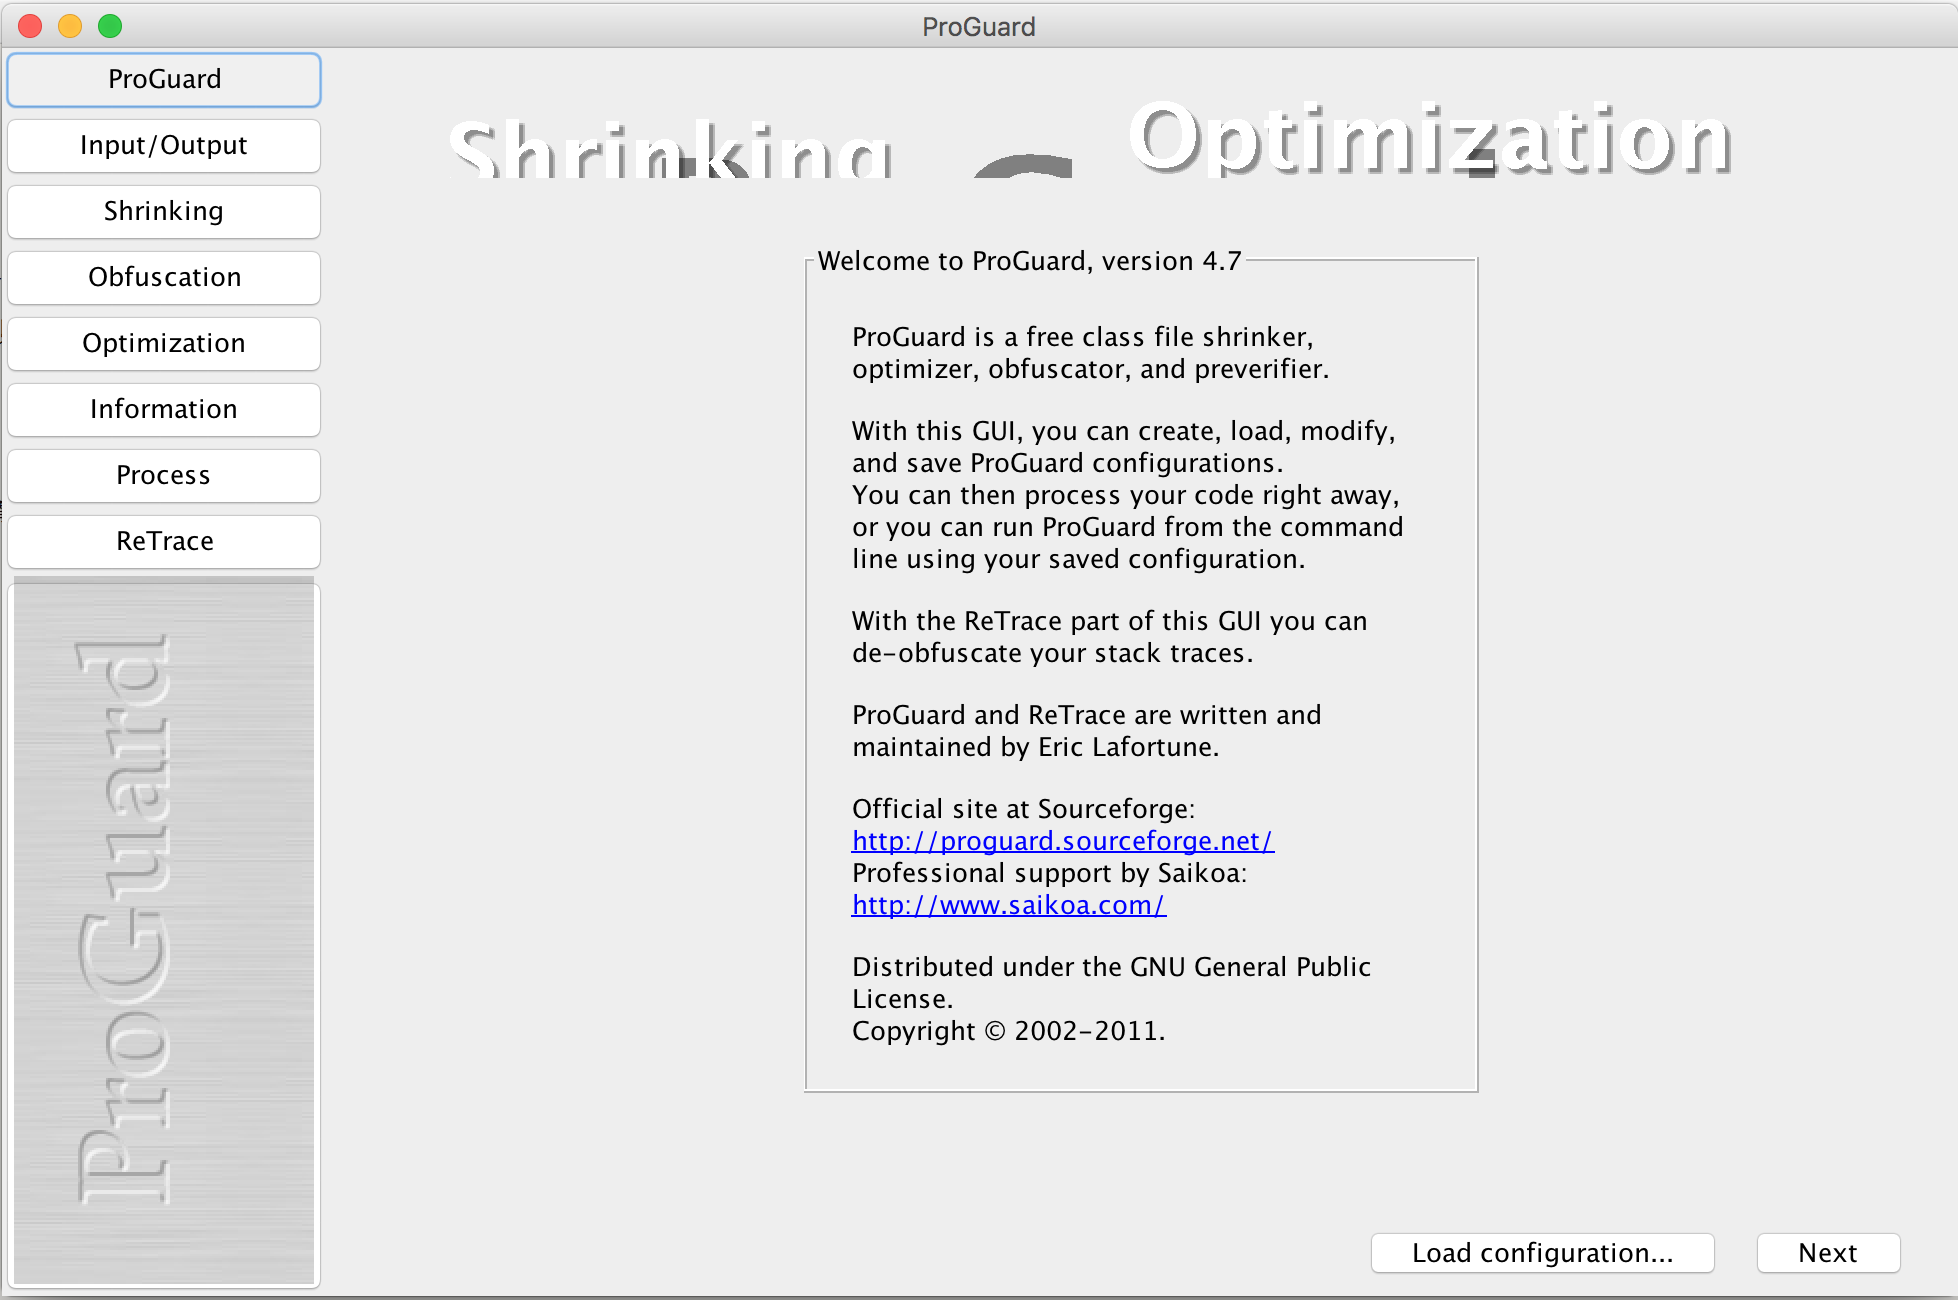 ProGuard
ProGuard
Input/Output
Shrinking
Obfuscation
Optimization
Information
Process
ReTrace
ProGuard
Shrinking
Optimization
Welcome to ProGuard, version 4.7
ProGuard is a free class file shrinker,
optimizer, obfuscator, and preverifier.
With this GUI, you can create, load, modify,
and save ProGuard configurations.
You can then process your code right away,
or you can run ProGuard from the command
line using your saved configuration.
With the ReTrace part of this GUI you can
de-obfuscate your stack traces.
ProGuard and ReTrace are written and
maintained by Eric Lafortune.
Official site at Sourceforge:
http://proguard.sourceforge.net/
Professional support by Saikoa:
http://www.saikoa.com/
Distributed under the GNU General Public
License.
Copyright © 2002-2011.
Load configuration...
Next